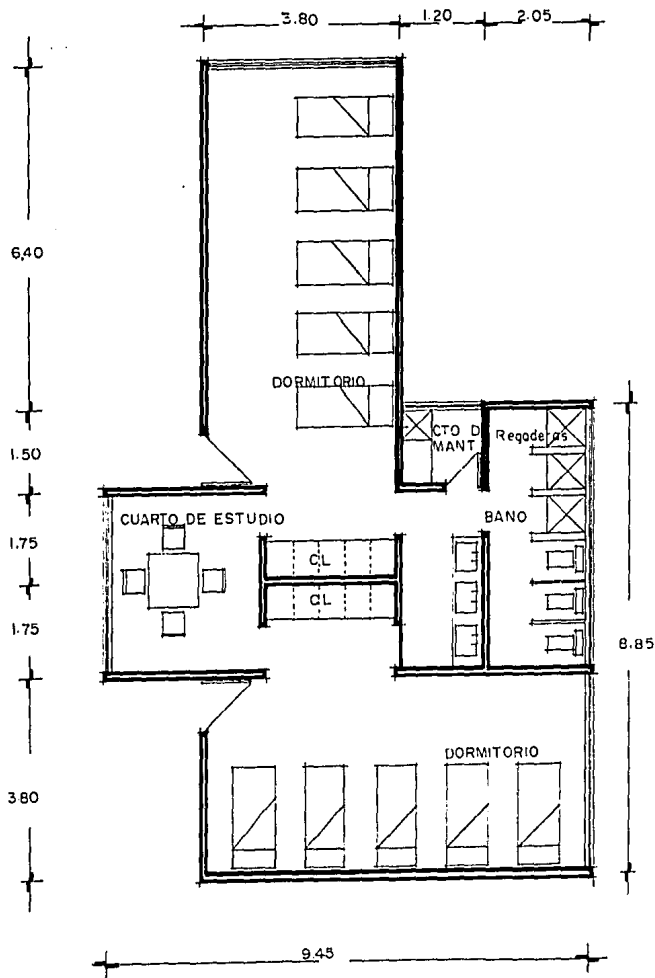 3.80
1.20
2.05
6.40
DORMITORIO
1.50
CTO D
MANT
Regaderas
CUARTO DE ESTUDIO
BANO
1.75
CL
CL
1.75
8.85
DORMITORIO
3.80
9.45